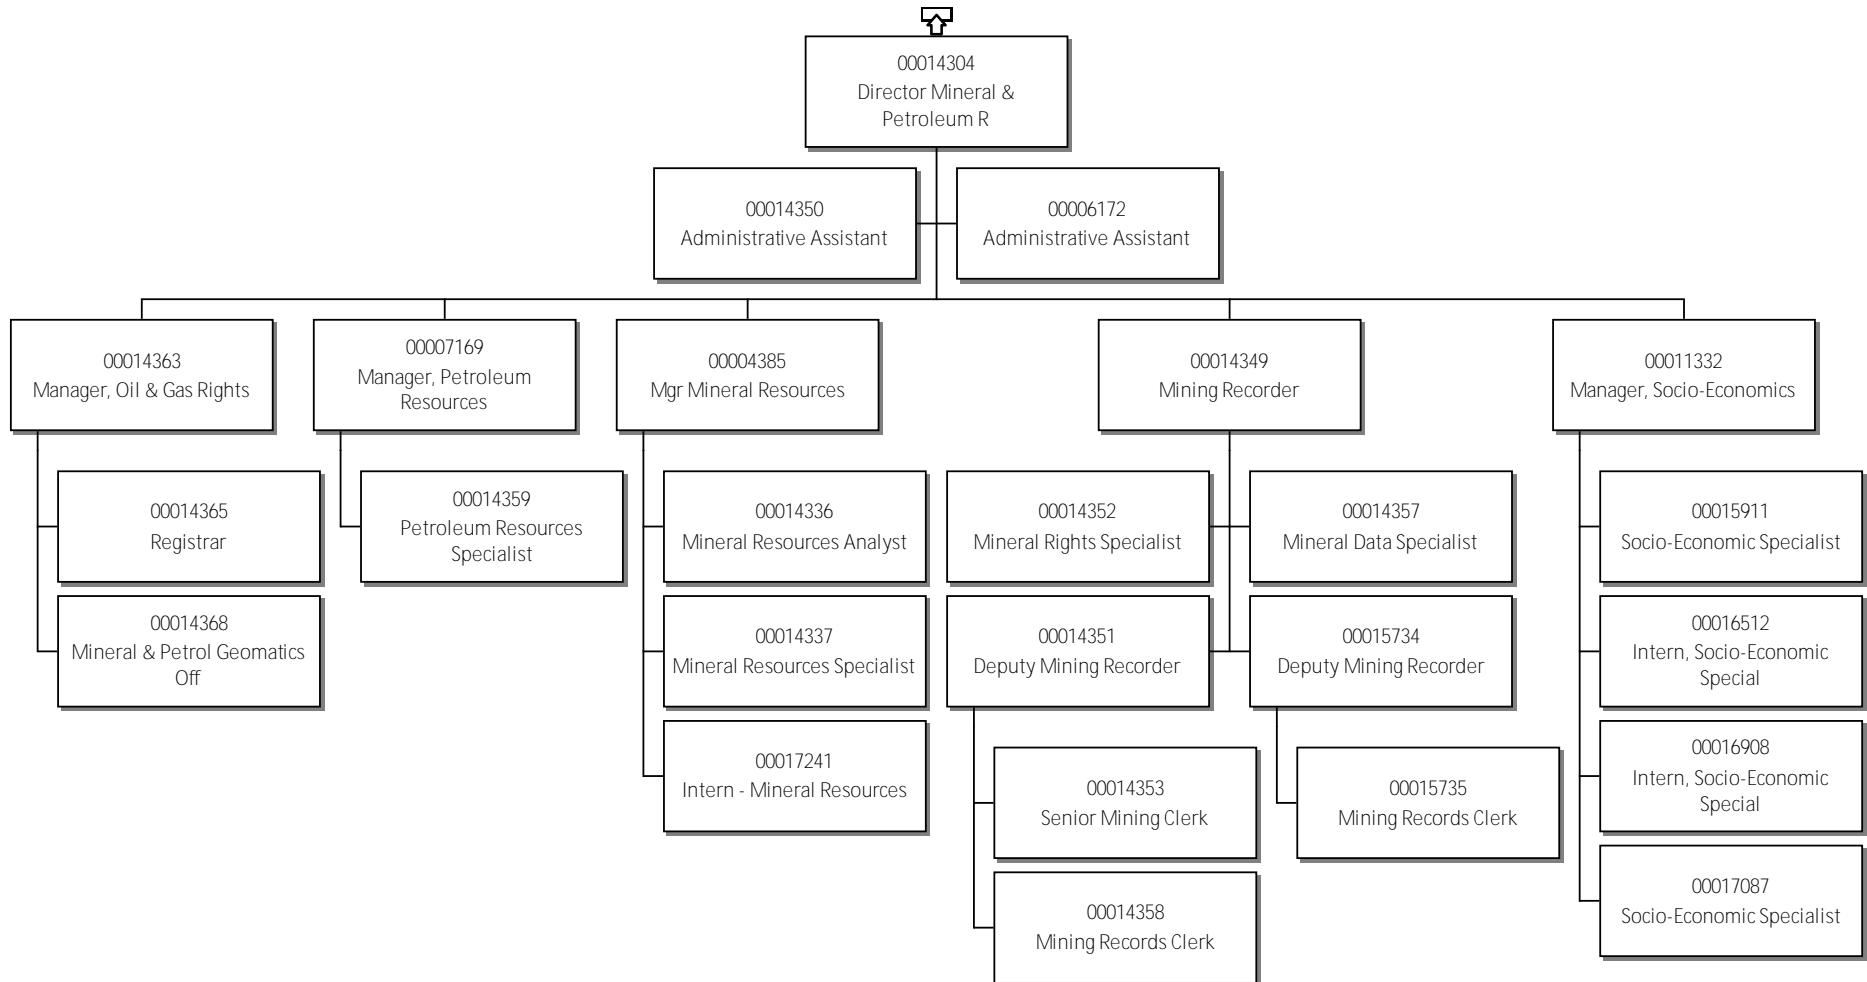 00014304
Director Mineral &
Petroleum R
00014350
Administrative Assistant
00006172
Administrative Assistant
00014363
Manager, Oil & Gas Rights
00007169
Manager, Petroleum
Resources
00004385
Mgr Mineral Resources
00014349
Mining Recorder
00011332
Manager, Socio-Economics
00014365
Registrar
00014368
Mineral & Petrol Geomatics
Off
00014359
Petroleum Resources
Specialist
00014336
Mineral Resources Analyst
00014337
Mineral Resources Specialist
00017241
Intern - Mineral Resources
00014352
Mineral Rights Specialist
00014357
Mineral Data Specialist
00014351
Deputy Mining Recorder
00015734
Deputy Mining Recorder
00014353
Senior Mining Clerk
00014358
Mining Records Clerk
00015735
Mining Records Clerk
00015911
Socio-Economic Specialist
00016512
Intern, Socio-Economic
Special
00016908
Intern, Socio-Economic
Special
00017087
Socio-Economic Specialist